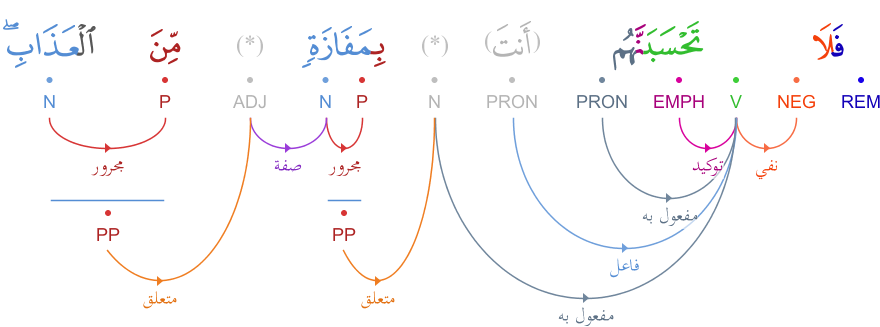 فَلَا تَحْسَبَنَّهُم (أَنتَ) (*) بِمَفَازَةٍ (*) مِّنَ ٱلْعَذَابِ ۖ
REM NEG V EMPH PRON PRON N P N ADJ P N
نفي توكيد مجرور صفة مجرور
مفعول به
PP PP
فاعل
متعلق متعلق
مفعول به